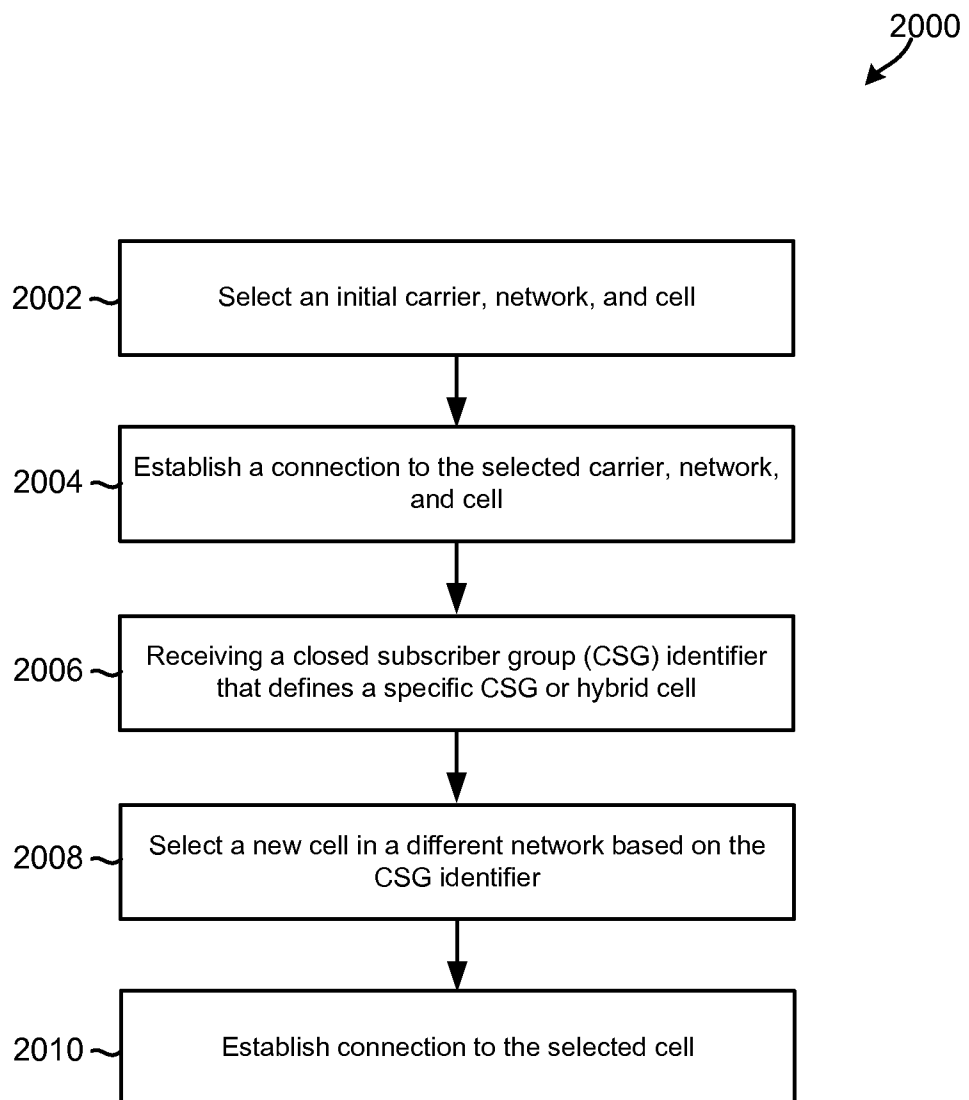 2000
2002
Select an initial carrier, network, and cell
2004
Establish a connection to the selected carrier, network,
and cell
2006
Receiving a closed subscriber group (CSG) identifier
that defines a specific CSG or hybrid cell
2008
Select a new cell in a different network based on the
CSG identifier
2010
Establish connection to the selected cell